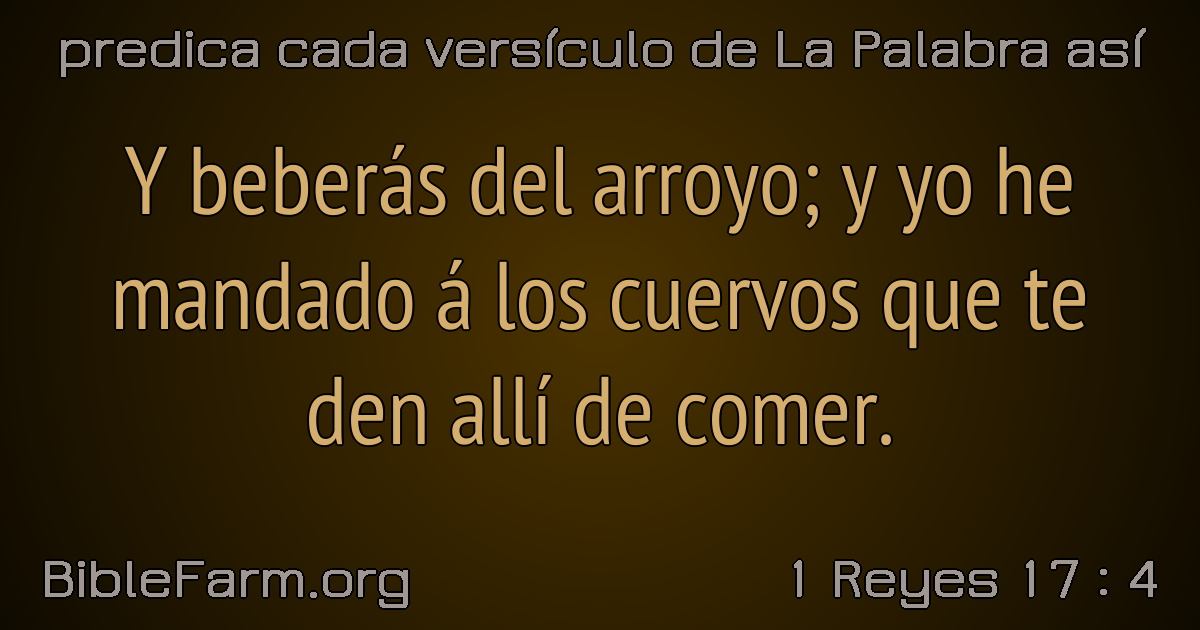 predica cada versículo de La Palabra así
Y beberás del arroyo; y yo he
mandado á los cuervos que te
den allí de comer.
BibleFarm.org
1 Reyes 17 : 4